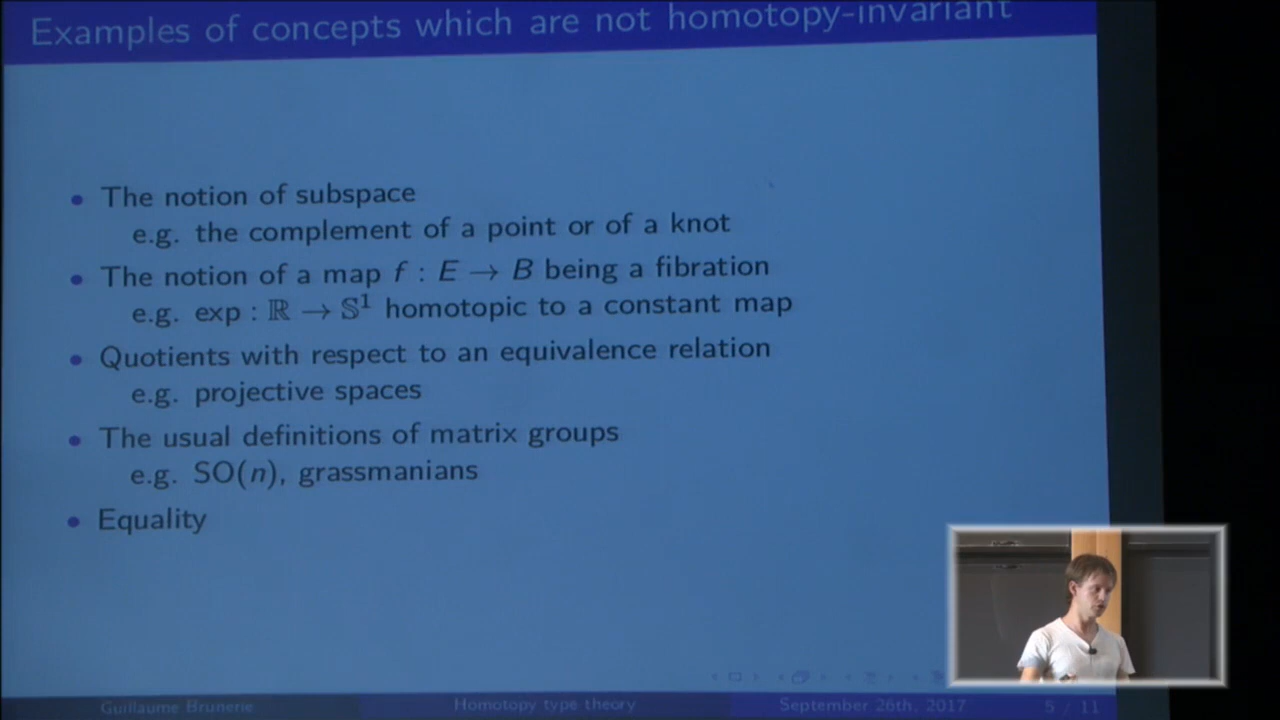 Examples of concepts which are not homotopy-invariant
• The notion of subspace
e.g. the complement of a point or of a knot
• The notion of a map f : E → B being a fibration
e.g. exp : ℝ → 𝕊¹ homotopic to a constant map
• Quotients with respect to an equivalence relation
e.g. projective spaces
• The usual definitions of matrix groups
e.g. SO(n), grassmanians
• Equality
Guillaume Brunerie Homotopy type theory September 26th, 2017 5 / 11